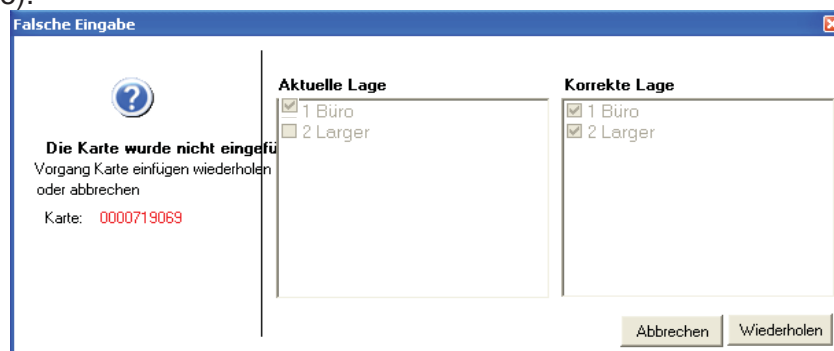 Falsche Eingabe
Die Karte wurde nicht eingefü
Vorgang Karte einfügen wiederholen
oder abbrechen
Karte: 0000719069
Aktuelle Lage
1 Büro
2 Larger
Korrekte Lage
1 Büro
2 Larger
Abbrechen
Wiederholen